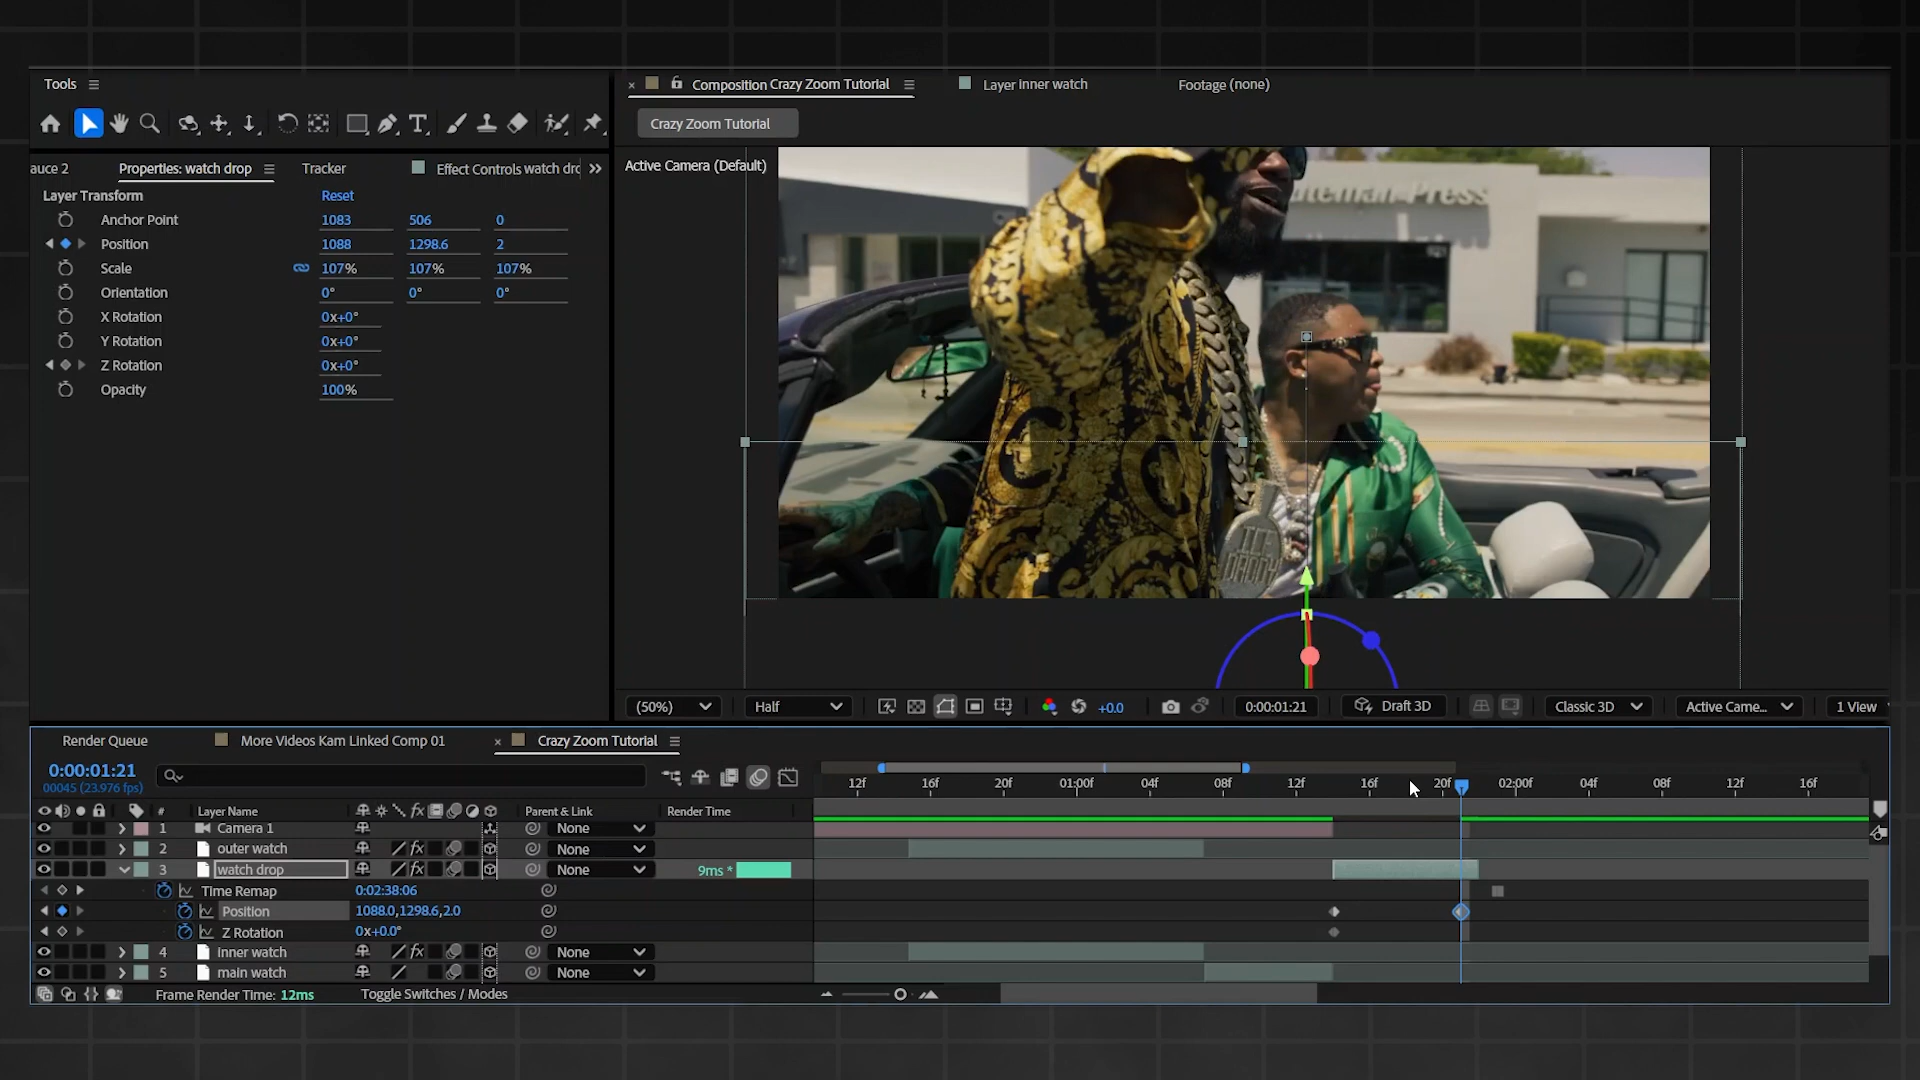 Tools
Composition Crazy Zoom Tutorial
Layer inner watch
Footage (none)
Crazy Zoom Tutorial
auce 2
Properties: watch drop
Tracker
Effect Controls watch drc
Active Camera (Default)
Layer Transform
Reset
Anchor Point 1083 506 0
Position 1088 1298.6 2
Scale 107% 107% 107%
Orientation 0° 0° 0°
X Rotation 0x+0°
Y Rotation 0x+0°
Z Rotation 0x+0°
Opacity 100%
uteman Press
(50%)
Half
+0.0
0:00:01:21
Draft 3D
Classic 3D
Active Came...
1 View
Render Queue
More Videos Kam Linked Comp 01
Crazy Zoom Tutorial
0:00:01:21
00045 (23.976 fps)
12f 16f 20f 01:00f 04f 08f 12f 16f 20f 02:00f 04f 08f 12f 16f
# Layer Name
Parent & Link
Render Time
1 Camera 1 None
2 outer watch fx None
3 watch drop fx None 9ms *
Time Remap 0:02:38:06
Position 1088.0,1298.6,2.0
Z Rotation 0x+0.0°
4 inner watch fx None
5 main watch None
Frame Render Time: 12ms
Toggle Switches / Modes